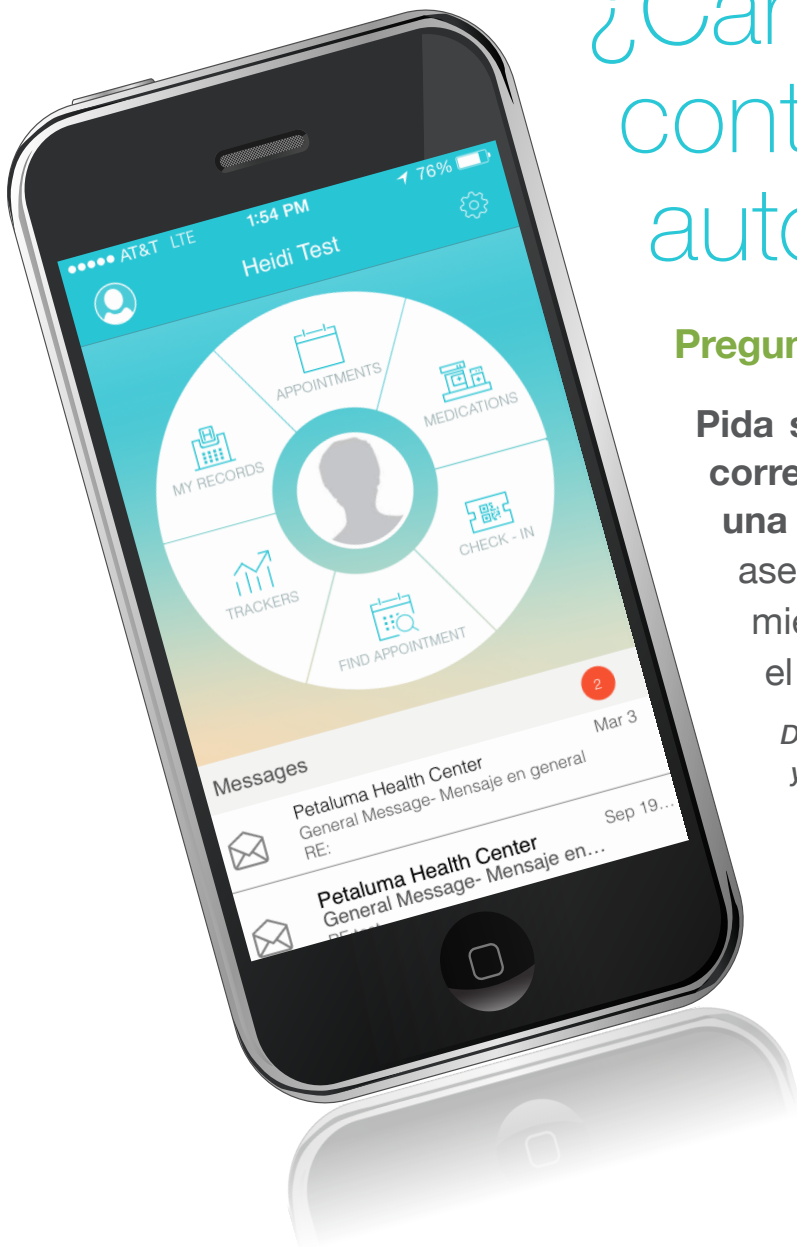 ¿Car
cont
auto
Pregun
Pida s
corre
una
ase
mie
el
AT&T LTE 1:54 PM 76%
Heidi Test
APPOINTMENTS
MEDICATIONS
MY RECORDS
CHECK - IN
TRACKERS
FIND APPOINTMENT
Messages 2
Petaluma Health Center Mar 3
General Message- Mensaje en general
RE:
Petaluma Health Center Sep 19...
General Message- Mensaje en...